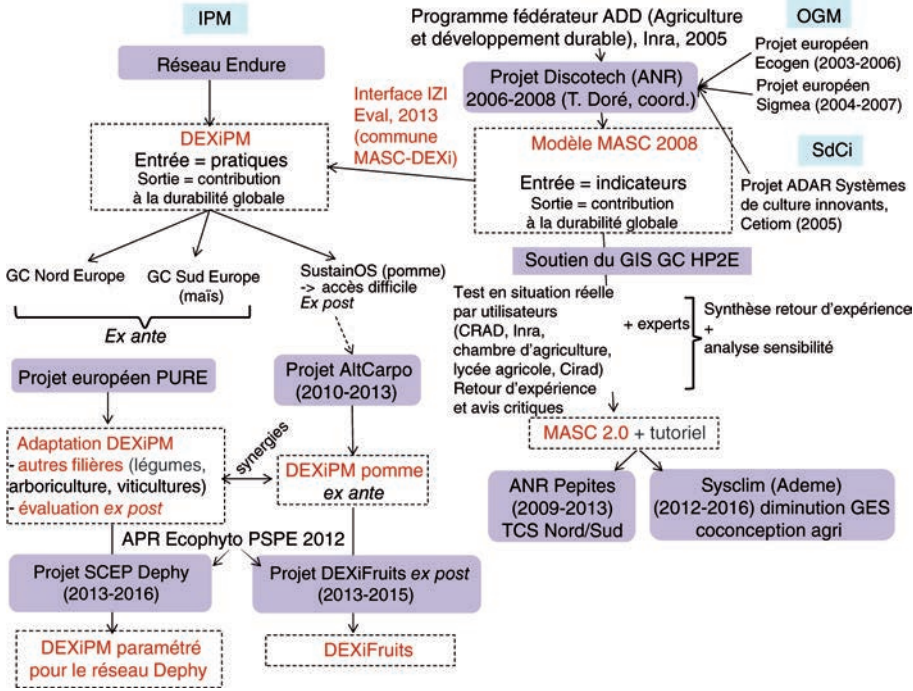 IPM
Réseau Endure
DEXiPM
Entrée = pratiques
Sortie = contribution
à la durabilité globale
Interface IZI
Eval, 2013
(commune
MASC-DEXi)
Programme fédérateur ADD (Agriculture
et développement durable), Inra, 2005
Projet Discotech (ANR)
2006-2008 (T. Doré, coord.)
Modèle MASC 2008
Entrée = indicateurs
Sortie = contribution
à la durabilité globale
OGM
Projet européen
Ecogen (2003-2006)
Projet européen
Sigmea (2004-2007)
SdCi
Projet ADAR Systèmes
de culture innovants,
Cetiom (2005)
GC Nord Europe
GC Sud Europe
(maïs)
SustainOS (pomme)
-> accès difficile
Ex post
Ex ante
Soutien du GIS GC HP2E
Test en situation réelle
par utilisateurs
(CRAD, Inra,
chambre d'agriculture,
lycée agricole, Cirad)
Retour d'expérience
et avis critiques
+ experts
Synthèse retour d'expérience
+
analyse sensibilité
Projet européen PURE
Projet AltCarpo
(2010-2013)
Adaptation DEXiPM
- autres filières (légumes,
arboriculture, viticultures)
- évaluation ex post
synergies
DEXiPM pomme
ex ante
MASC 2.0 + tutoriel
ANR Pepites
(2009-2013)
TCS Nord/Sud
Sysclim (Ademe)
(2012-2016) diminution GES
coconception agri
APR Ecophyto PSPE 2012
Projet SCEP Dephy
(2013-2016)
Projet DEXiFruits ex post
(2013-2015)
DEXiPM paramétré
pour le réseau Dephy
DEXiFruits